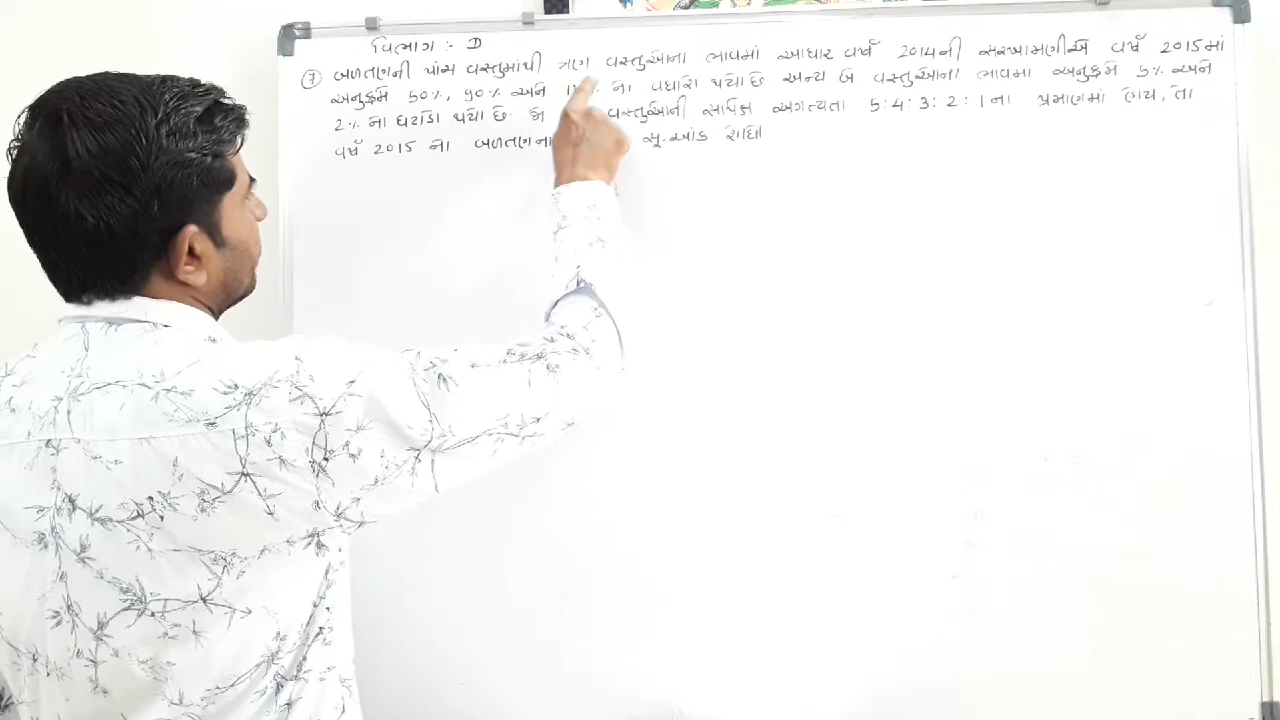 વિભાગ :- D
(7) બળતણની પાંચ વસ્તુમાંથી ત્રણ વસ્તુઓના ભાવમાં આધાર વર્ષ 2014ની સરખામણીએ વર્ષ 2015માં
અનુક્રમે 50%, 90% અને નો વધારો થયો છે અન્ય બે વસ્તુઓના ભાવમાં અનુક્રમે 5% અને
2% નો ઘટાડો થયો છે. વસ્તુઓની સાપેક્ષ અગત્યતા 5:4:3:2:1ના પ્રમાણમાં હોય, તો
વર્ષ 2015 નો બળતણના સૂ.આંક શોધો